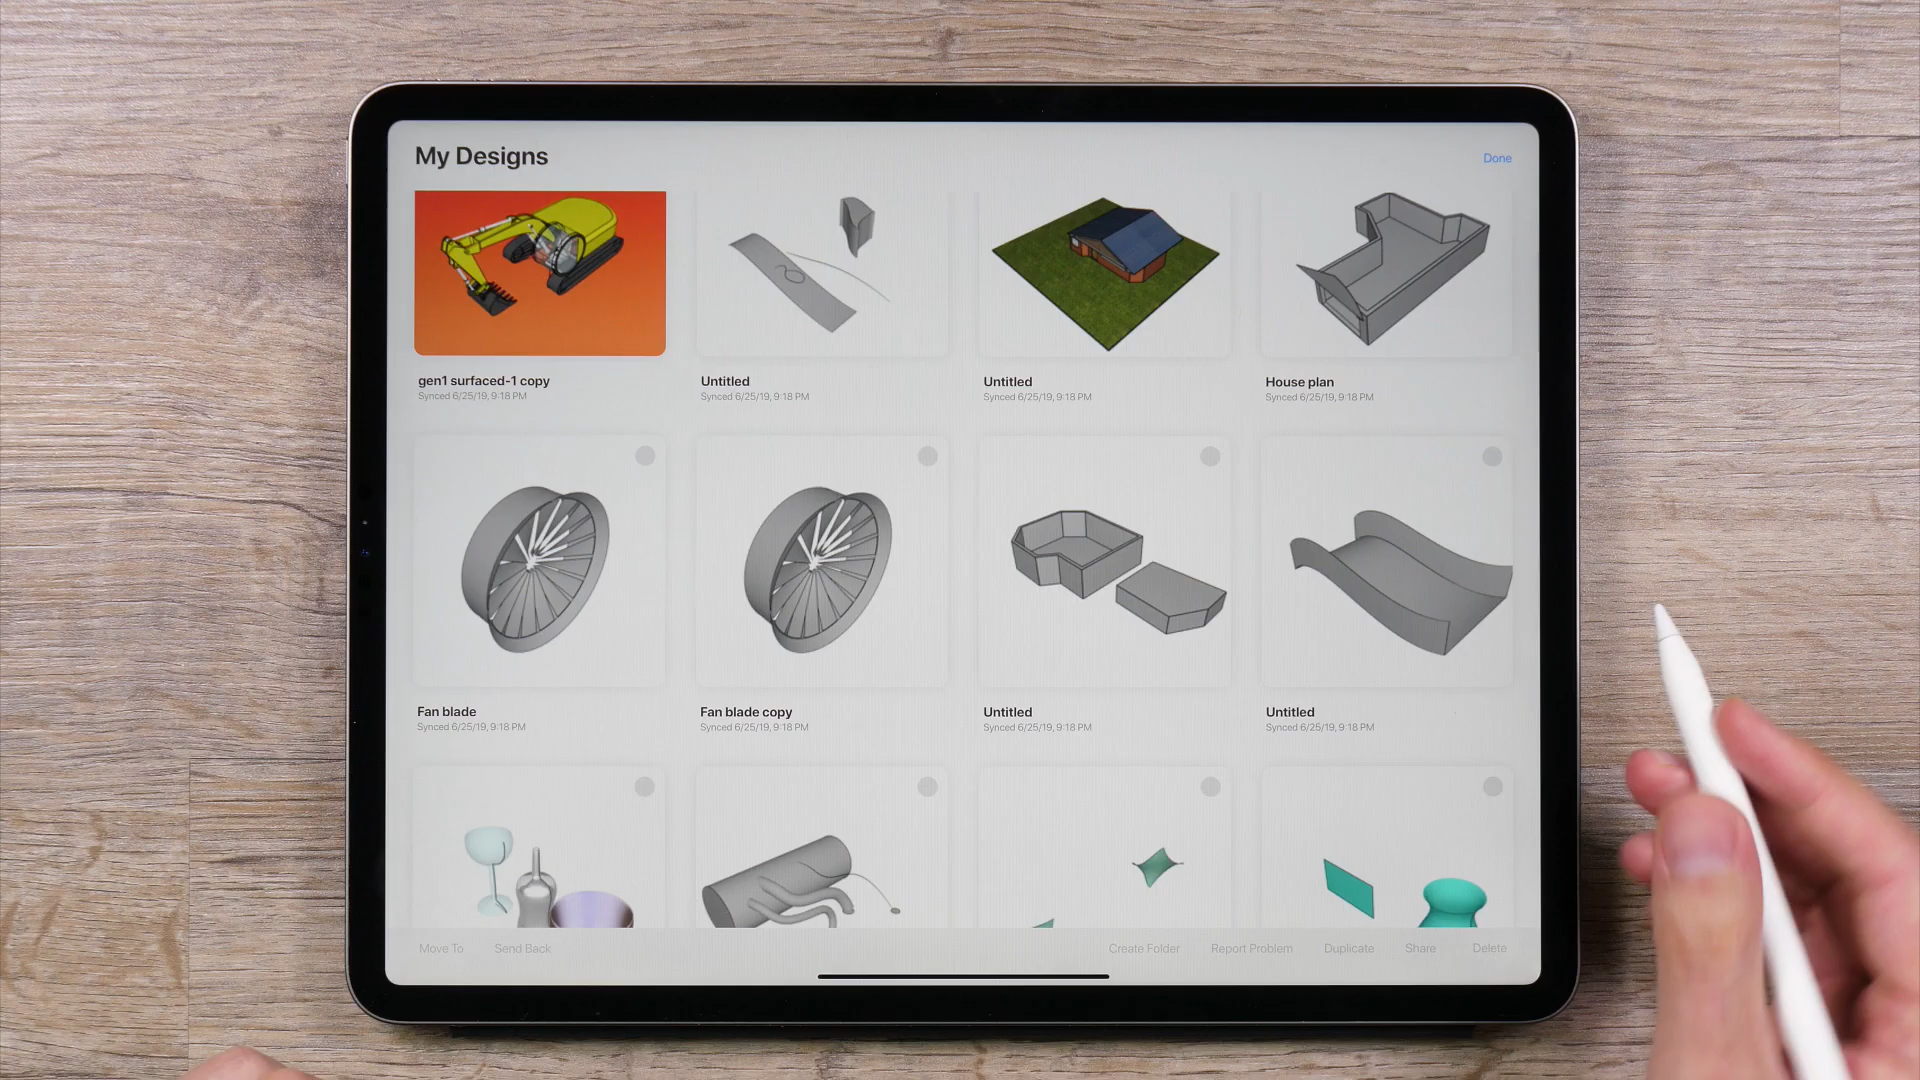 My Designs
Done
gen1 surfaced-1 copy
Synced 6/25/19, 9:18 PM
Untitled
Synced 6/25/19, 9:18 PM
Untitled
Synced 6/25/19, 9:18 PM
House plan
Synced 6/25/19, 9:18 PM
Fan blade
Synced 6/25/19, 9:18 PM
Fan blade copy
Synced 6/25/19, 9:18 PM
Untitled
Synced 6/25/19, 9:18 PM
Untitled
Synced 6/25/19, 9:18 PM
Move To
Send Back
Create Folder
Report Problem
Duplicate
Share
Delete